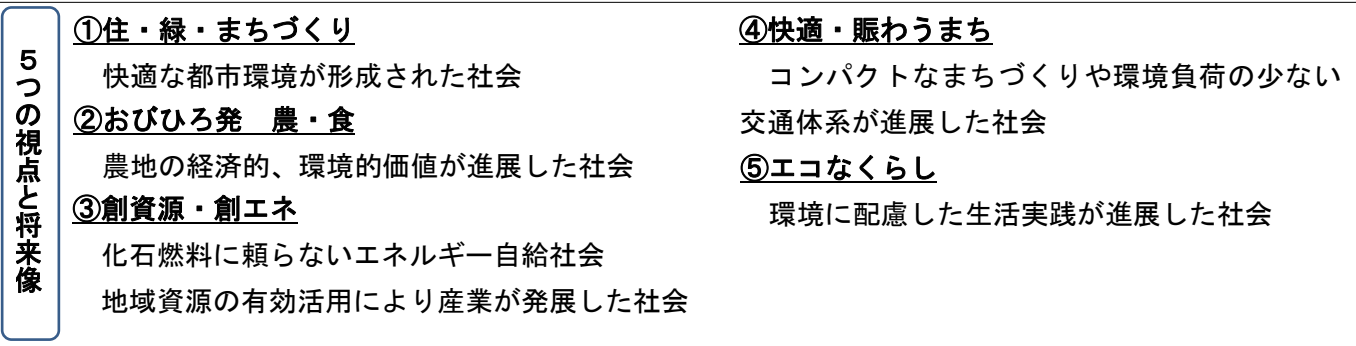 5つの視点と将来像
①住・緑・まちづくり
快適な都市環境が形成された社会
②おびひろ発　農・食
農地の経済的、環境的価値が進展した社会
③創資源・創エネ
化石燃料に頼らないエネルギー自給社会
地域資源の有効活用により産業が発展した社会
④快適・賑わうまち
コンパクトなまちづくりや環境負荷の少ない
交通体系が進展した社会
⑤エコなくらし
環境に配慮した生活実践が進展した社会